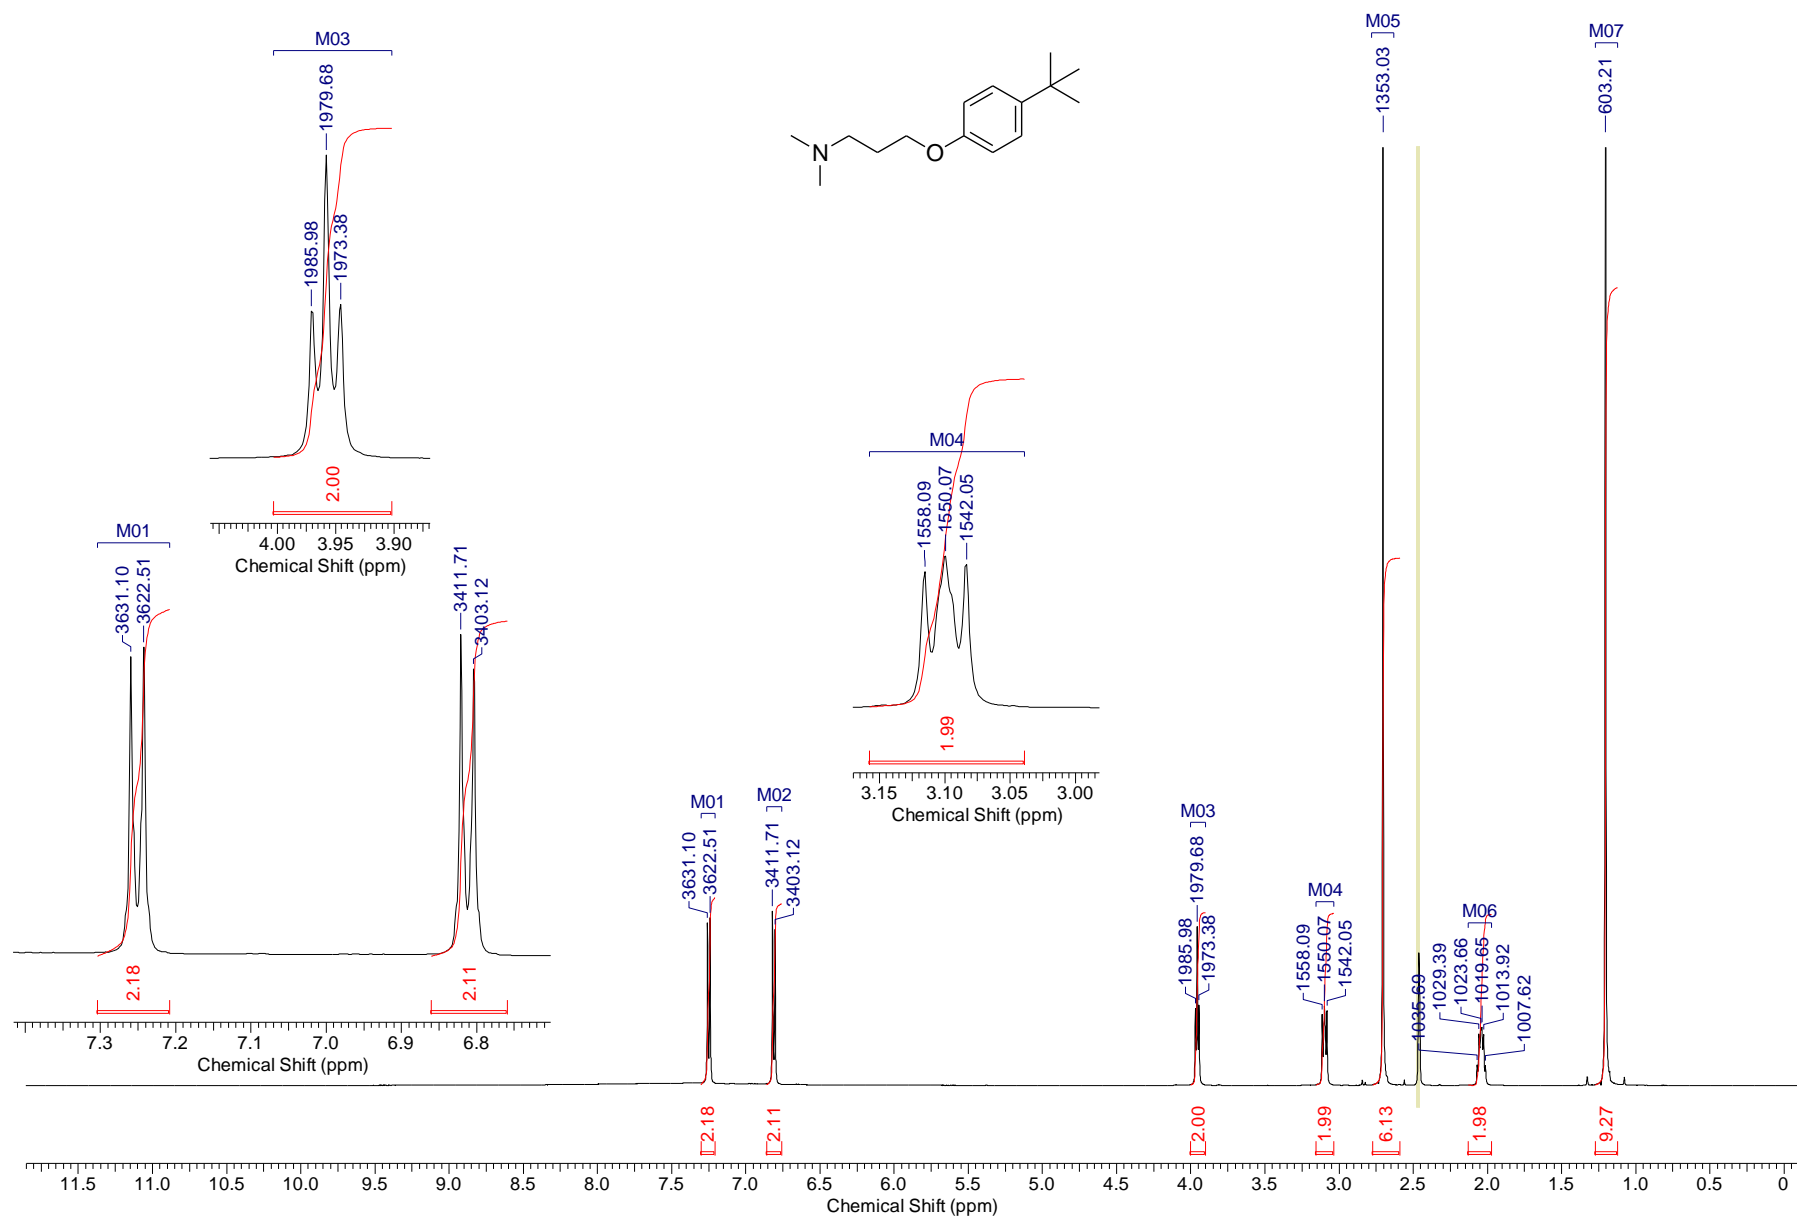 M03
1985.98
1979.68
1973.38
2.00
4.00 3.95 3.90
Chemical Shift (ppm)
N
O
M05
1353.03
M07
603.21
M01
3631.10
3622.51
3411.71
3403.12
2.18
2.11
7.3 7.2 7.1 7.0 6.9 6.8
Chemical Shift (ppm)
M04
1558.09
1550.07
1542.05
1.99
3.15 3.10 3.05 3.00
Chemical Shift (ppm)
M01
3631.10
3622.51
M02
3411.71
3403.12
M03
1985.98
1979.68
1973.38
M04
1558.09
1550.07
1542.05
M06
1035.69
1029.39
1023.66
1019.65
1013.92
1007.62
2.18
2.11
2.00
1.99
6.13
1.98
9.27
11.5 11.0 10.5 10.0 9.5 9.0 8.5 8.0 7.5 7.0 6.5 6.0 5.5 5.0 4.5 4.0 3.5 3.0 2.5 2.0 1.5 1.0 0.5 0
Chemical Shift (ppm)